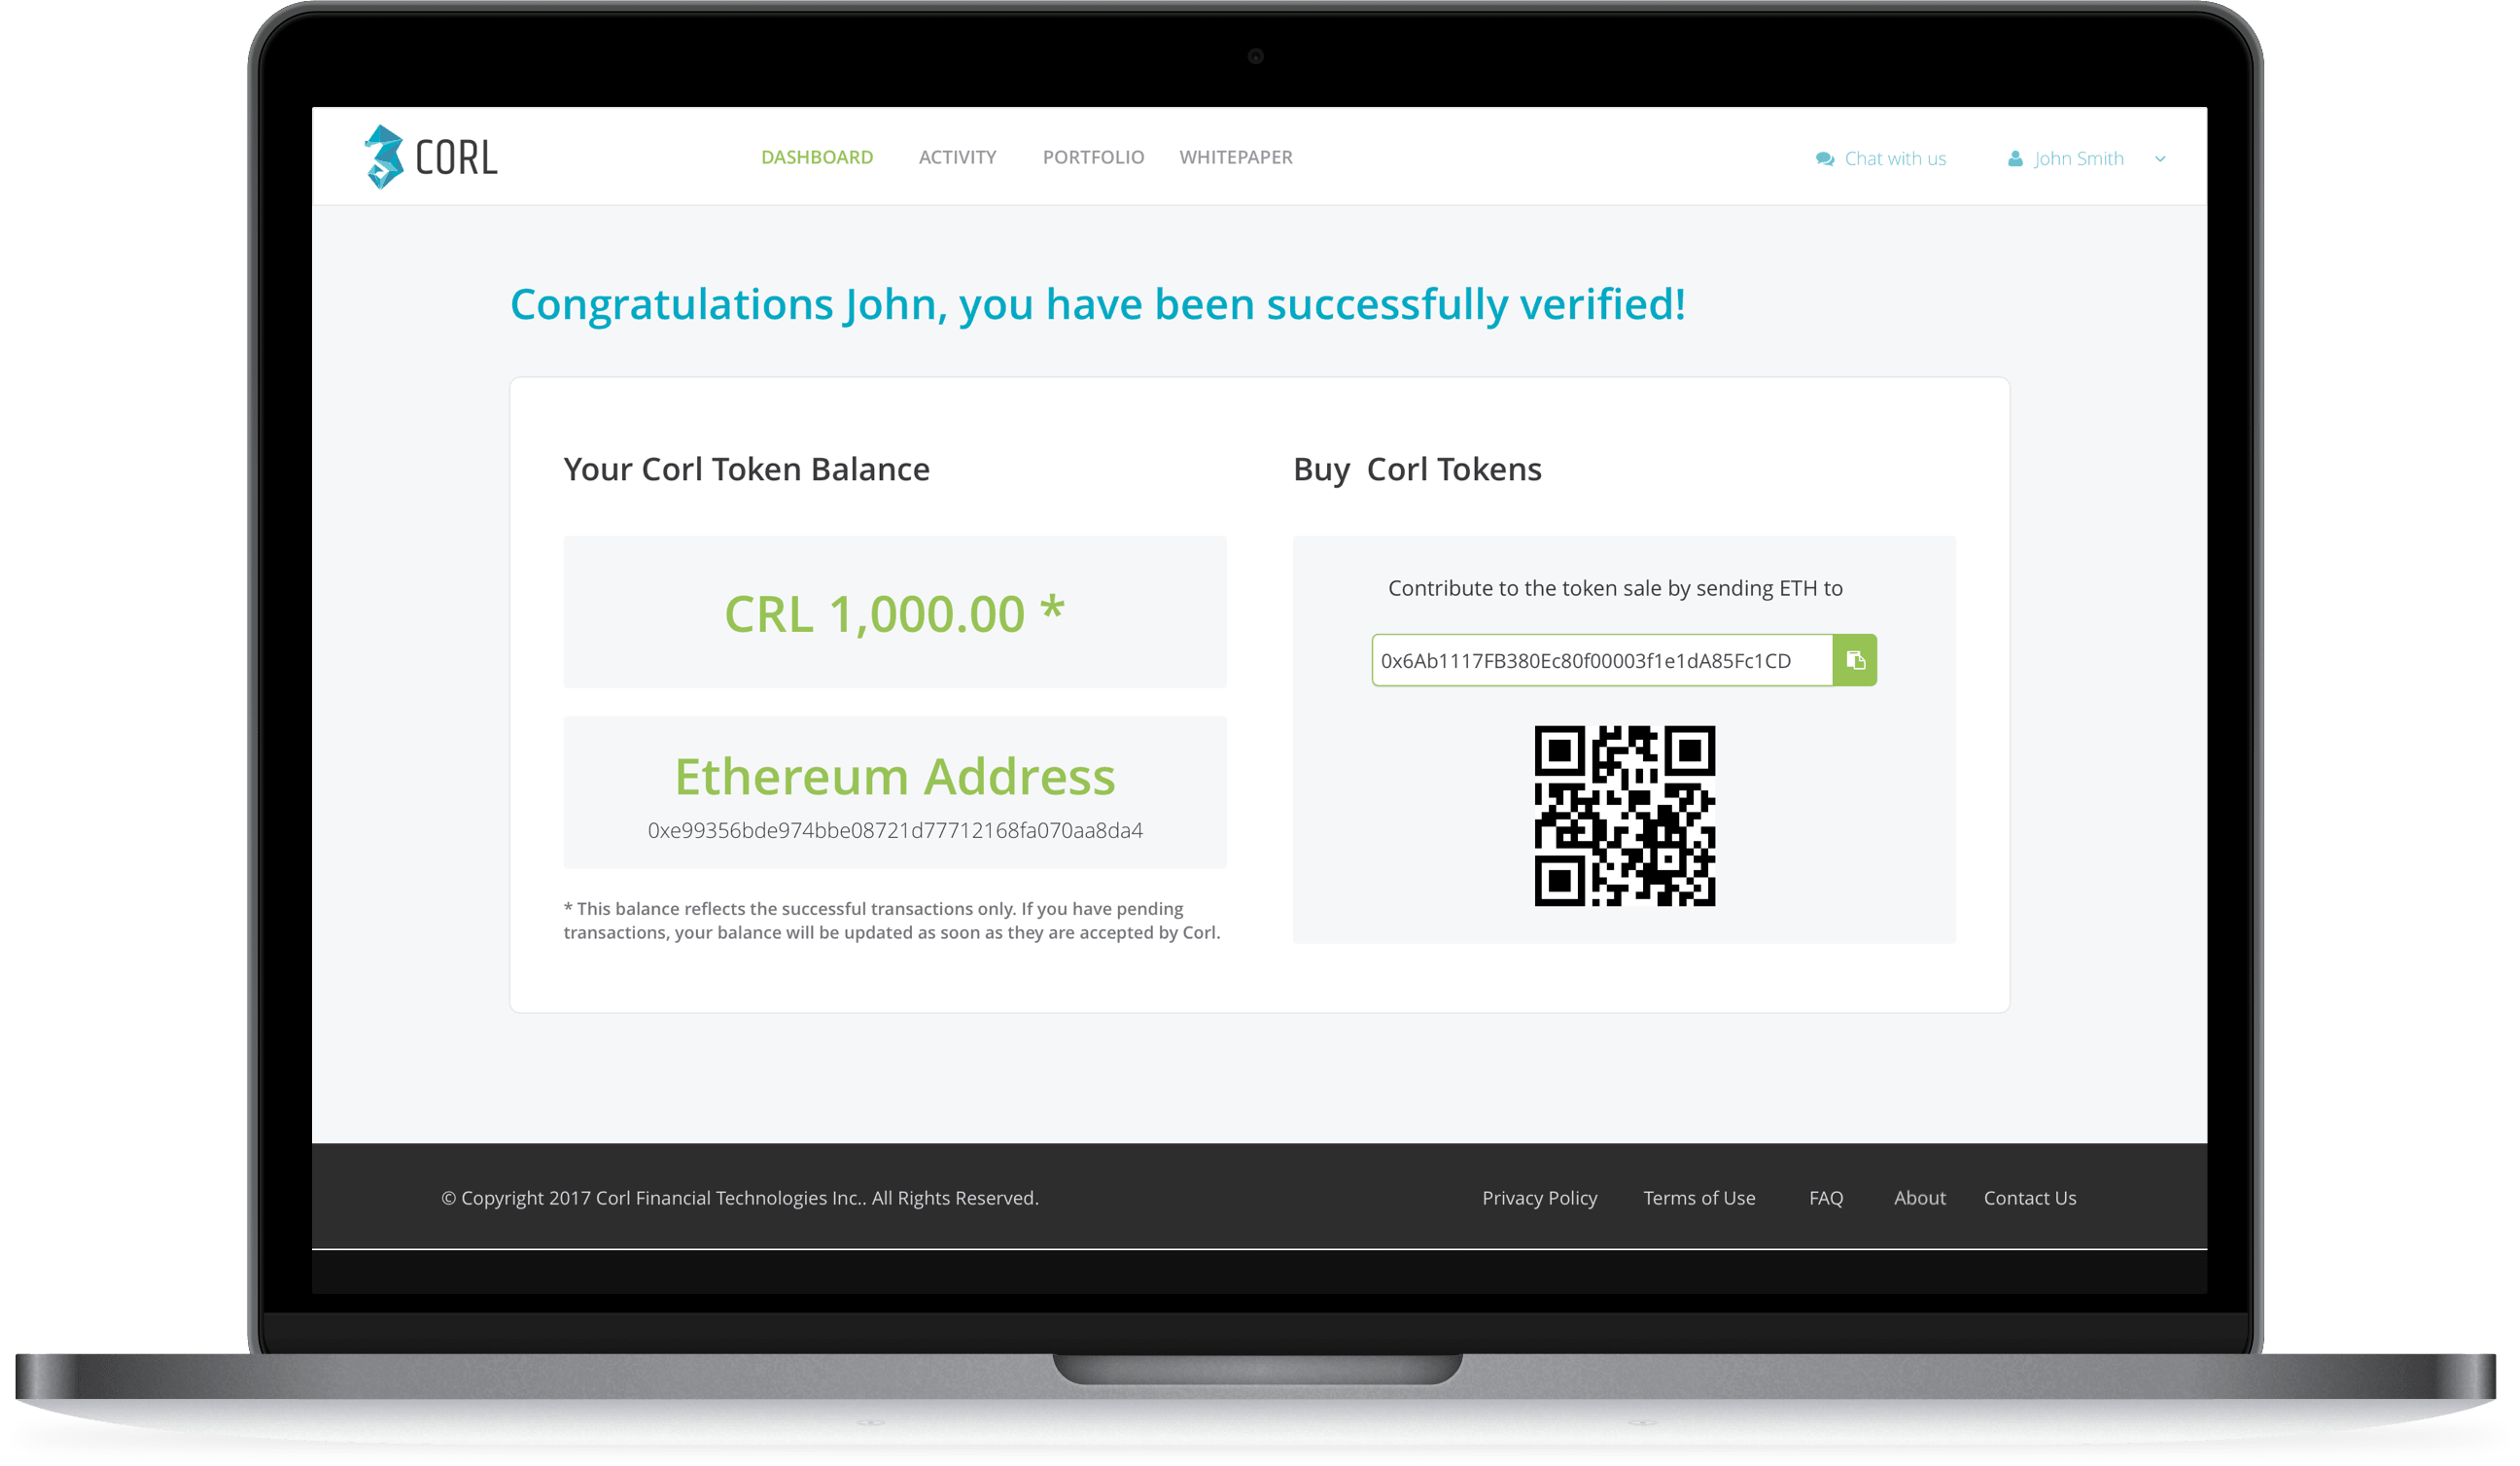 CORL
DASHBOARD ACTIVITY PORTFOLIO WHITEPAPER
Chat with us
John Smith
Congratulations John, you have been successfully verified!
Your Corl Token Balance
CRL 1,000.00 *
Ethereum Address
0xe99356bde974bbe08721d77712168fa070aa8da4
* This balance reflects the successful transactions only. If you have pending
transactions, your balance will be updated as soon as they are accepted by Corl.
Buy Corl Tokens
Contribute to the token sale by sending ETH to
0x6Ab1117FB380Ec80f00003f1e1dA85Fc1CD
© Copyright 2017 Corl Financial Technologies Inc.. All Rights Reserved.
Privacy Policy Terms of Use FAQ About Contact Us